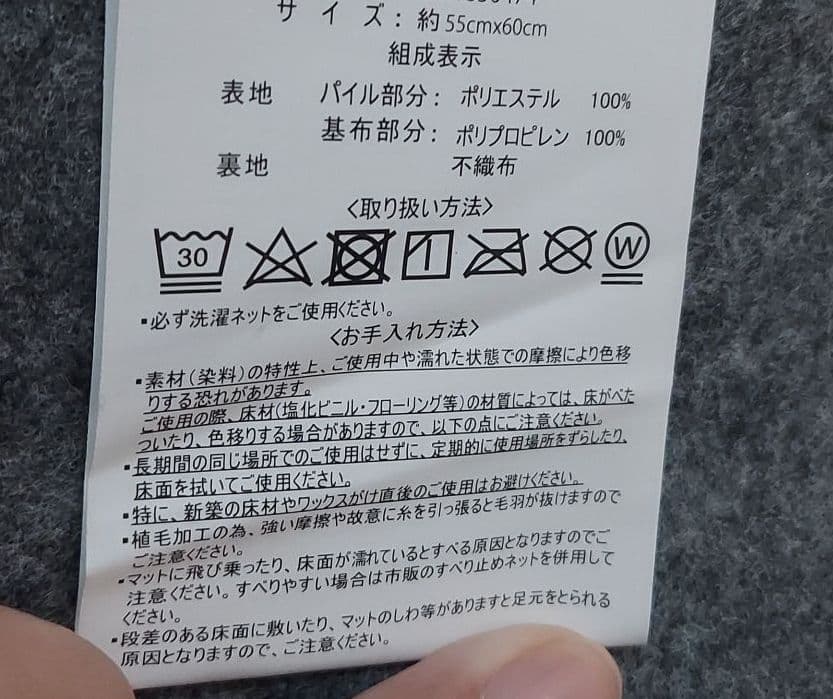 サイズ: 約55cmx60cm
組成表示
表地 パイル部分: ポリエステル 100%
基布部分: ポリプロピレン 100%
裏地 不織布
<取り扱い方法>
30 W
▪必ず洗濯ネットをご使用ください。
<お手入れ方法>
▪素材(染料)の特性上、ご使用中や濡れた状態での摩擦により色移
りする恐れがあります。
ご使用の際、床材(塩化ビニル・フローリング等)の材質によっては、床がべた
ついたり、色移りする場合がありますので、以下の点にご注意ください。
▪長期間の同じ場所でのご使用はせずに、定期的に使用場所をずらしたり、
床面を拭いてご使用ください。
▪特に、新築の床材やワックスがけ直後のご使用はお避けください。
▪植毛加工の為、強い摩擦や故意に糸を引っ張ると毛羽が抜けますので
ご注意ください。
▪マットに飛び乗ったり、床面が濡れているとすべる原因となりますのでご
注意ください。すべりやすい場合は市販のすべり止めネットを併用して
ください。
▪段差のある床面に敷いたり、マットのしわ等がありますと足元をとられる
原因となりますので、ご注意ください。